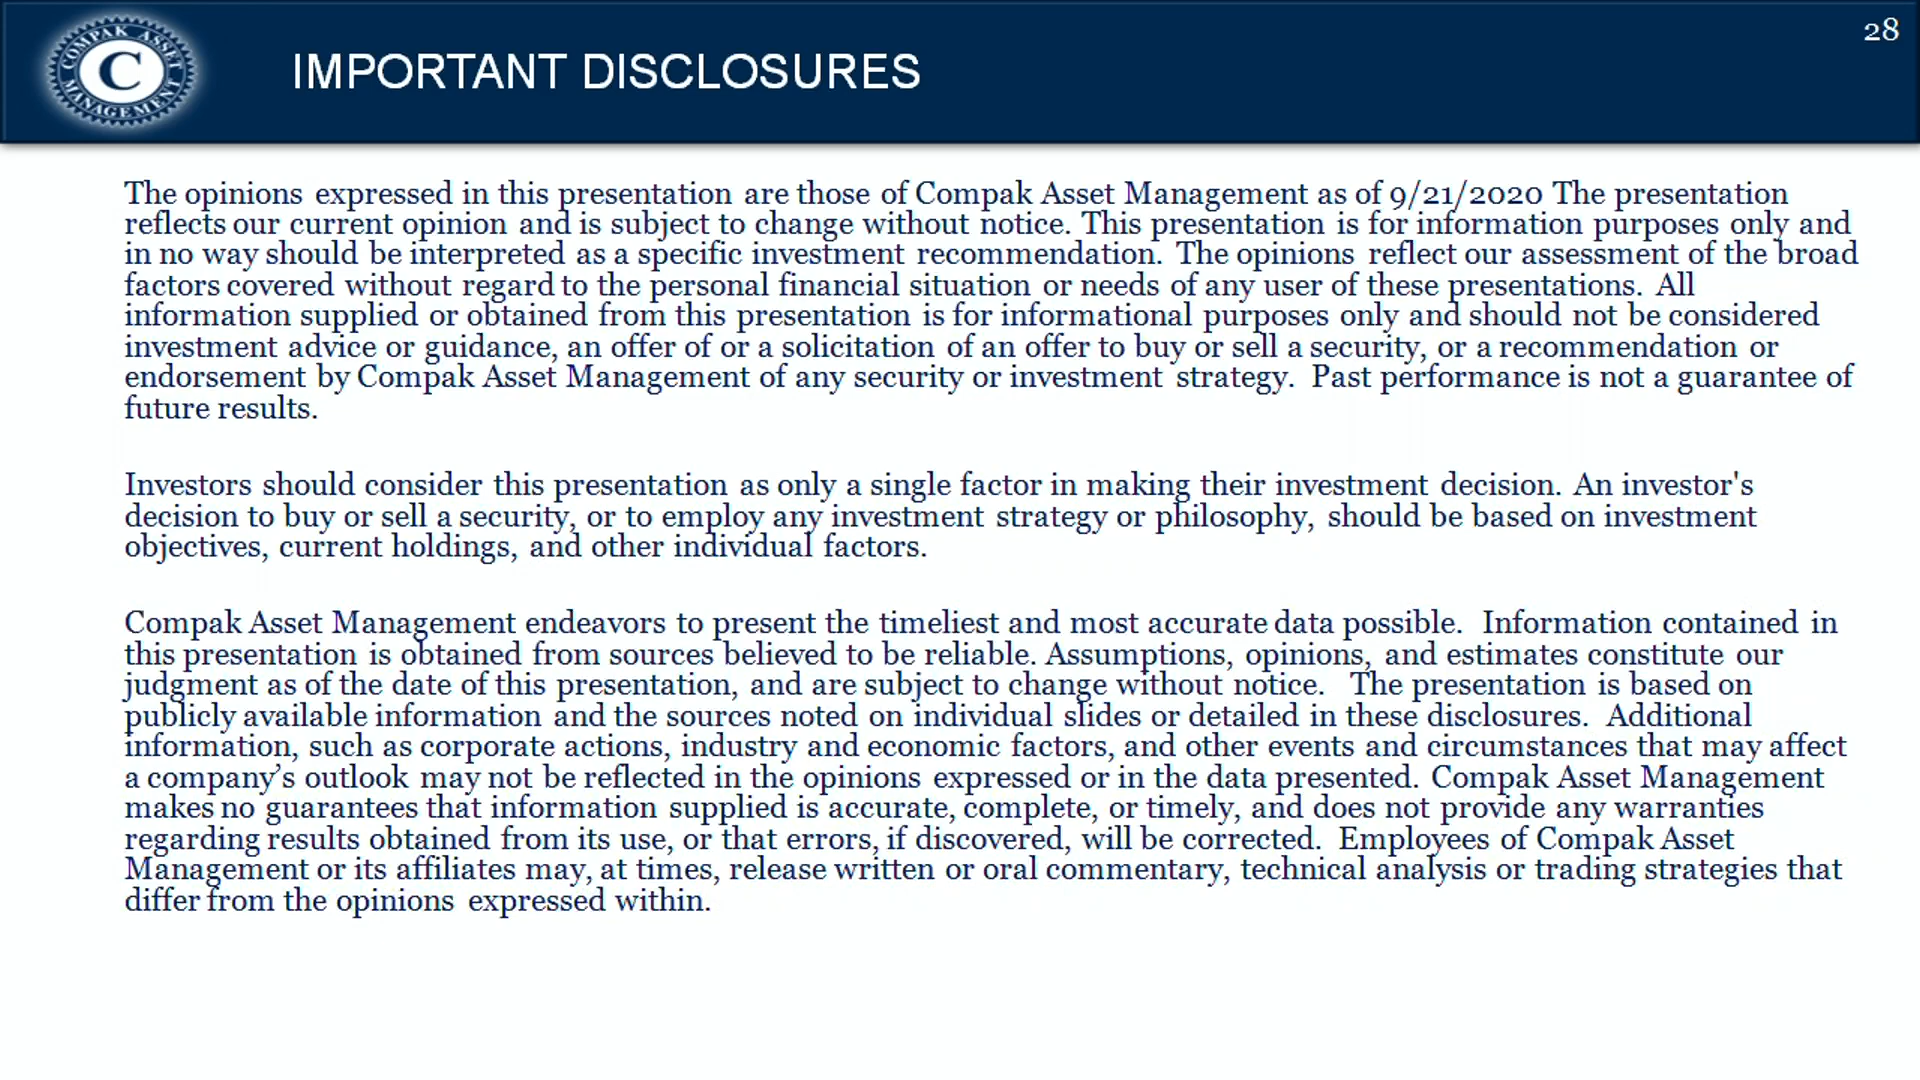 28
COMPAK ASSET
C
MANAGEMENT
IMPORTANT DISCLOSURES
The opinions expressed in this presentation are those of Compak Asset Management as of 9/21/2020 The presentation
reflects our current opinion and is subject to change without notice. This presentation is for information purposes only and
in no way should be interpreted as a specific investment recommendation. The opinions reflect our assessment of the broad
factors covered without regard to the personal financial situation or needs of any user of these presentations. All
information supplied or obtained from this presentation is for informational purposes only and should not be considered
investment advice or guidance, an offer of or a solicitation of an offer to buy or sell a security, or a recommendation or
endorsement by Compak Asset Management of any security or investment strategy. Past performance is not a guarantee of
future results.
Investors should consider this presentation as only a single factor in making their investment decision. An investor's
decision to buy or sell a security, or to employ any investment strategy or philosophy, should be based on investment
objectives, current holdings, and other individual factors.
Compak Asset Management endeavors to present the timeliest and most accurate data possible. Information contained in
this presentation is obtained from sources believed to be reliable. Assumptions, opinions, and estimates constitute our
judgment as of the date of this presentation, and are subject to change without notice. The presentation is based on
publicly available information and the sources noted on individual slides or detailed in these disclosures. Additional
information, such as corporate actions, industry and economic factors, and other events and circumstances that may affect
a company’s outlook may not be reflected in the opinions expressed or in the data presented. Compak Asset Management
makes no guarantees that information supplied is accurate, complete, or timely, and does not provide any warranties
regarding results obtained from its use, or that errors, if discovered, will be corrected. Employees of Compak Asset
Management or its affiliates may, at times, release written or oral commentary, technical analysis or trading strategies that
differ from the opinions expressed within.